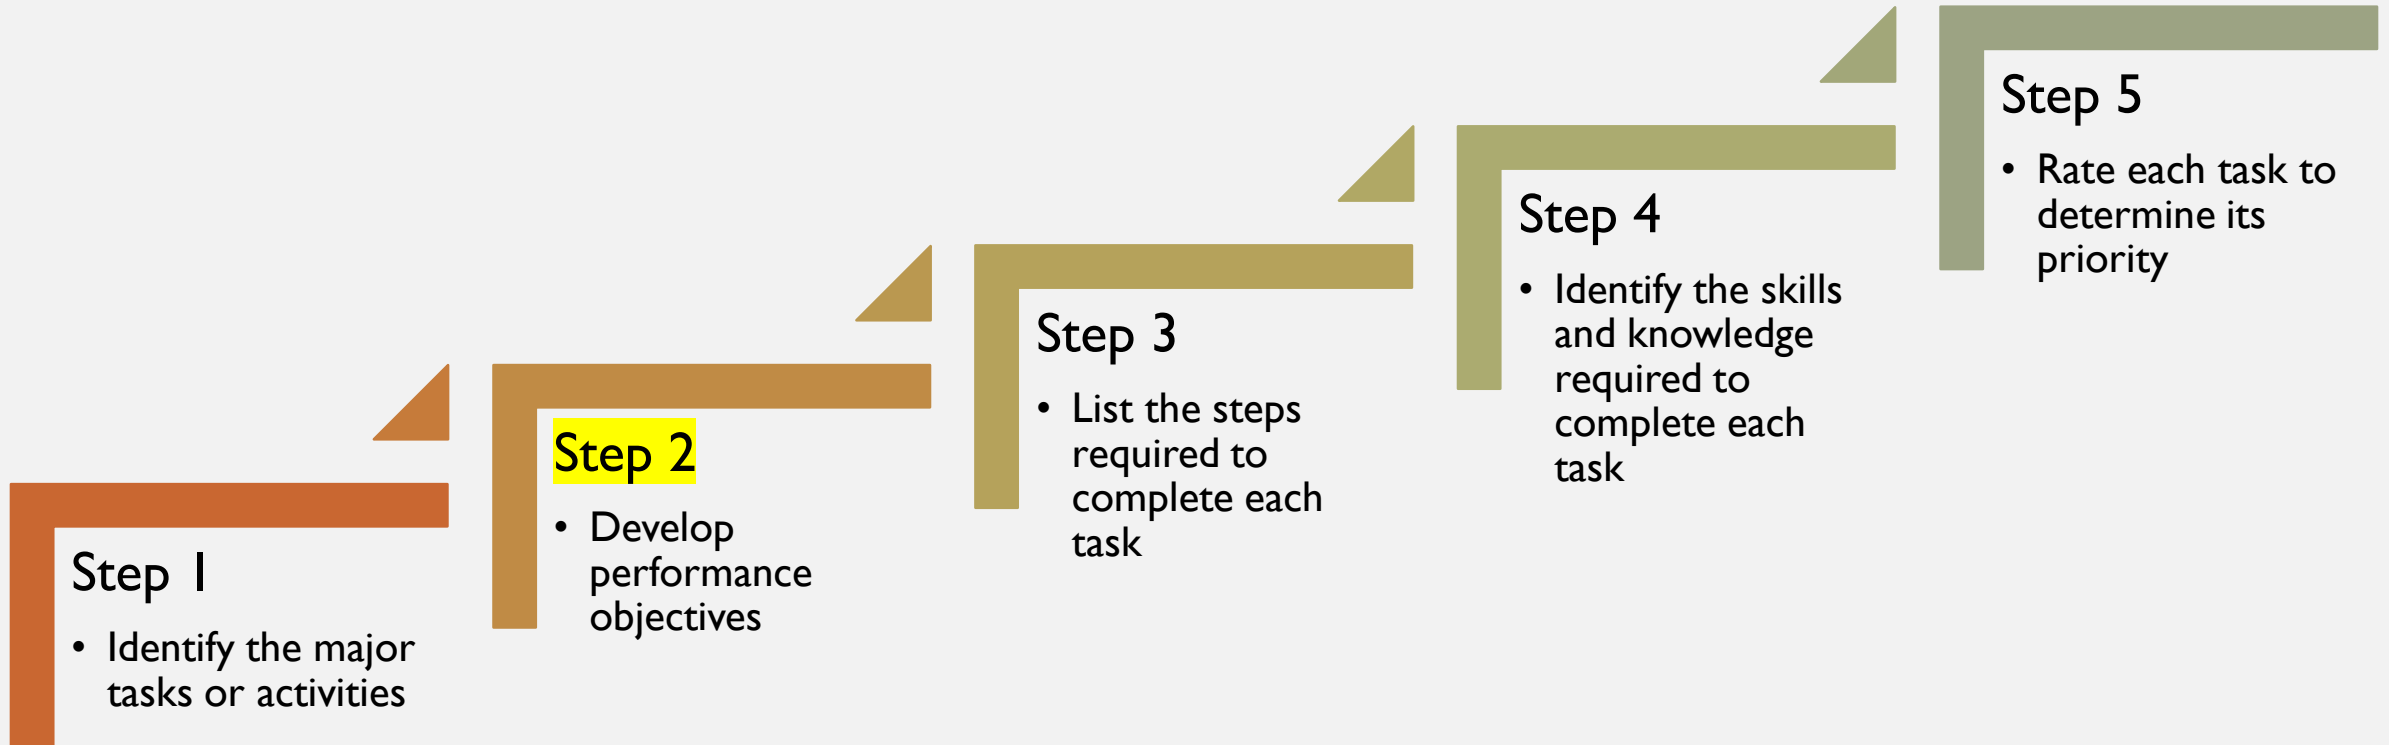 Step 1
• Identify the major
tasks or activities
Step 2
• Develop
performance
objectives
Step 3
• List the steps
required to
complete each
task
Step 4
• Identify the skills
and knowledge
required to
complete each
task
Step 5
• Rate each task to
determine its
priority